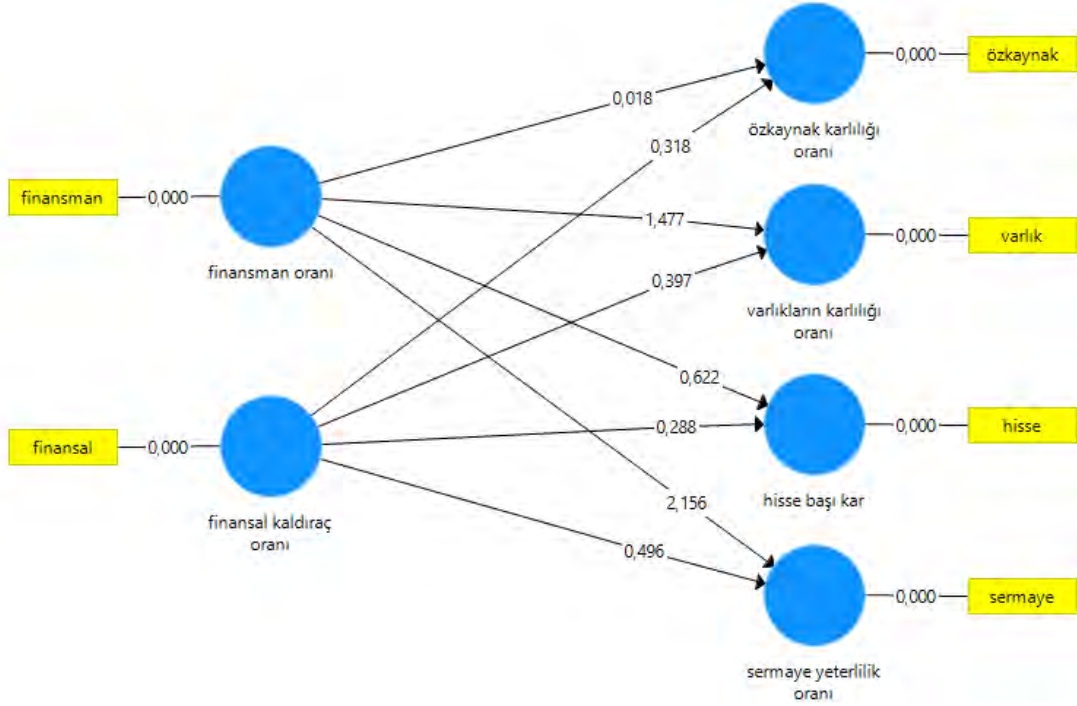 0,000
özkaynak
0,018
özkaynak karlılığı
oranı
0,318
finansman
0,000
1,477
0,000
varlık
finansman oranı
0,397
varlıkların karlılığı
oranı
0,622
finansal
0,000
0,288
0,000
hisse
finansal kaldıraç
oranı
2,156
hisse başı kar
0,496
0,000
sermaye
sermaye yeterlilik
oranı